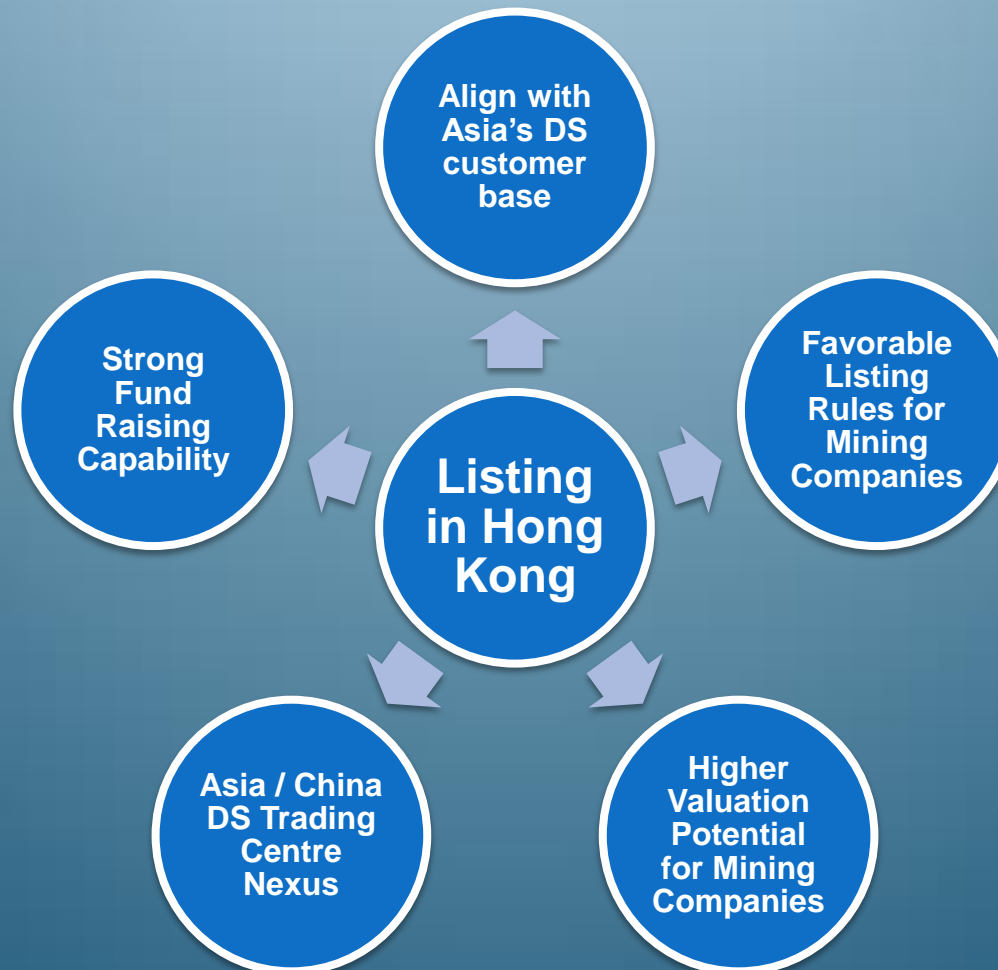 Align with
Asia’s DS
customer
base
Strong
Fund
Raising
Capability
Favorable
Listing
Rules for
Mining
Companies
Listing
in Hong
Kong
Asia / China
DS Trading
Centre
Nexus
Higher
Valuation
Potential
for Mining
Companies